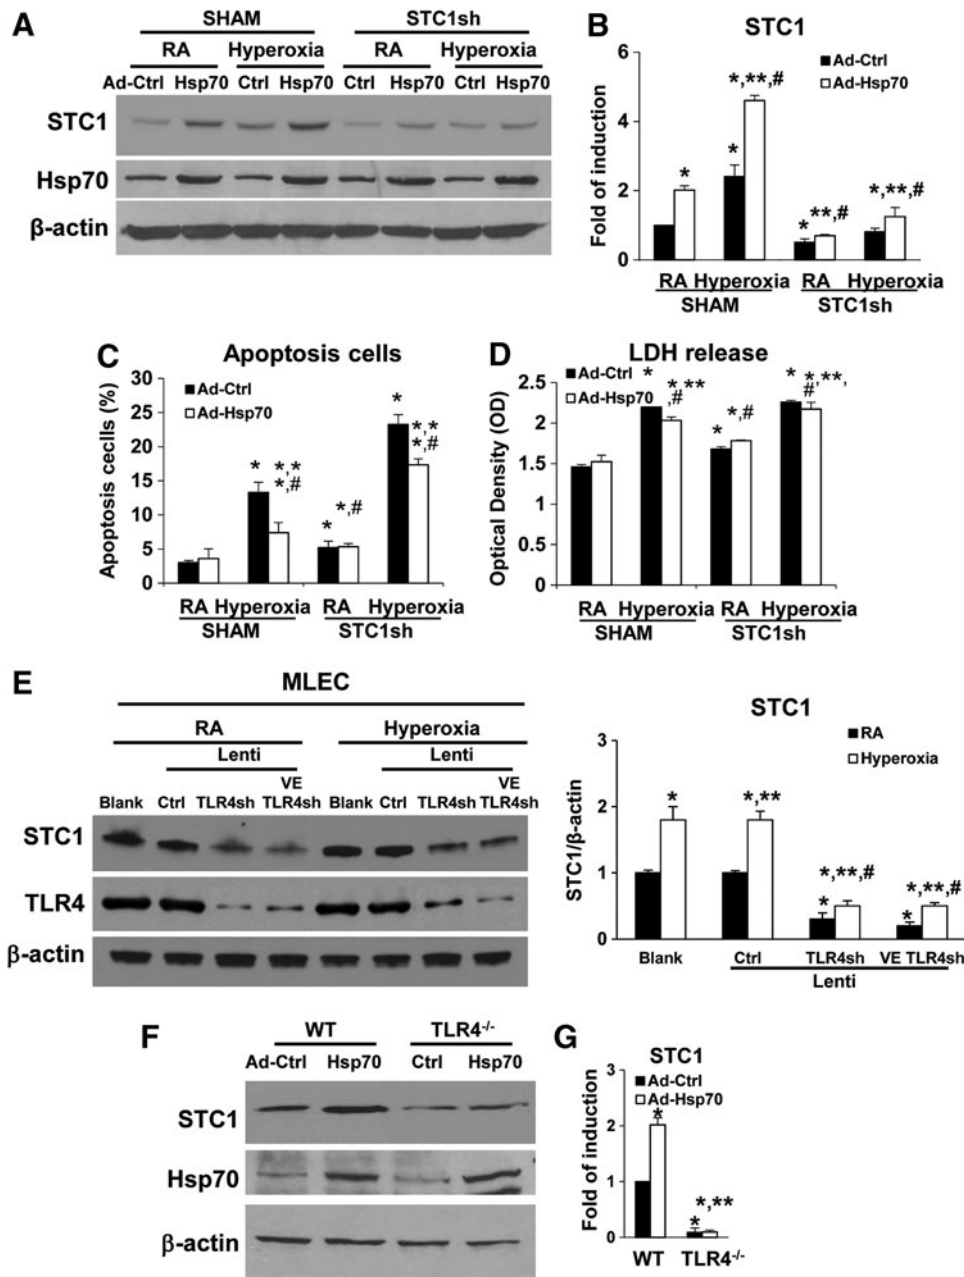 A
SHAM STC1sh
RA Hyperoxia RA Hyperoxia
Ad-Ctrl Hsp70 Ctrl Hsp70 Ctrl Hsp70 Ctrl Hsp70
STC1
Hsp70
β-actin
B
STC1
Ad-Ctrl
Ad-Hsp70
Fold of induction
6
4
2
0
*
*
*,**,#
*
**,#
*,**,#
RA Hyperoxia RA Hyperoxia
SHAM STC1sh
C
Apoptosis cells
Ad-Ctrl
Ad-Hsp70
Apoptosis ceclls (%)
30
25
20
15
10
5
0
*
*,*
*,#
*
*,#
*
*,*
*,#
RA Hyperoxia RA Hyperoxia
SHAM STC1sh
D
LDH release
Ad-Ctrl
Ad-Hsp70
Optical Density (OD)
2.5
2
1.5
1
0.5
0
*
*,**
,#
*
*,#
*
*,**,
#
RA Hyperoxia RA Hyperoxia
SHAM STC1sh
E
MLEC
RA Hyperoxia
Lenti Lenti
VE VE
Blank Ctrl TLR4sh TLR4sh Blank Ctrl TLR4sh TLR4sh
STC1
TLR4
β-actin
STC1
RA
Hyperoxia
STC1/β-actin
3
2
1
0
*
*,**
*
*,**,#
*
*,**,#
Blank Ctrl TLR4sh VE TLR4sh
Lenti
F
WT TLR4-/-
Ad-Ctrl Hsp70 Ctrl Hsp70
STC1
Hsp70
β-actin
G
STC1
Ad-Ctrl
Ad-Hsp70
Fold of induction
3
2
1
0
*
*
*,**
WT TLR4-/-